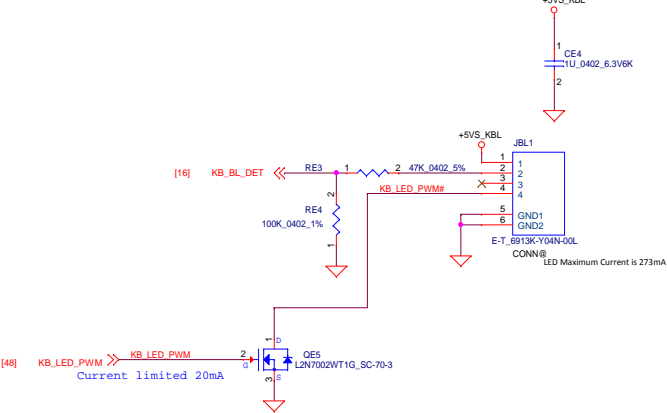 +5VS_KBL
1
CE4
1U_0402_6.3V6K
2
+5VS_KBL
JBL1
[16] KB_BL_DET RE3 1 2 47K_0402_5%
1 1
2 2
3 3
4 4
KB_LED_PWM#
2
RE4
100K_0402_1%
1
5 GND1
6 GND2
E-T_6913K-Y04N-00L
CONN@
LED Maximum Current is 273mA
1 D
[48] KB_LED_PWM KB_LED_PWM 2 G
QE5
L2N7002WT1G_SC-70-3
3 S
Current limited 20mA